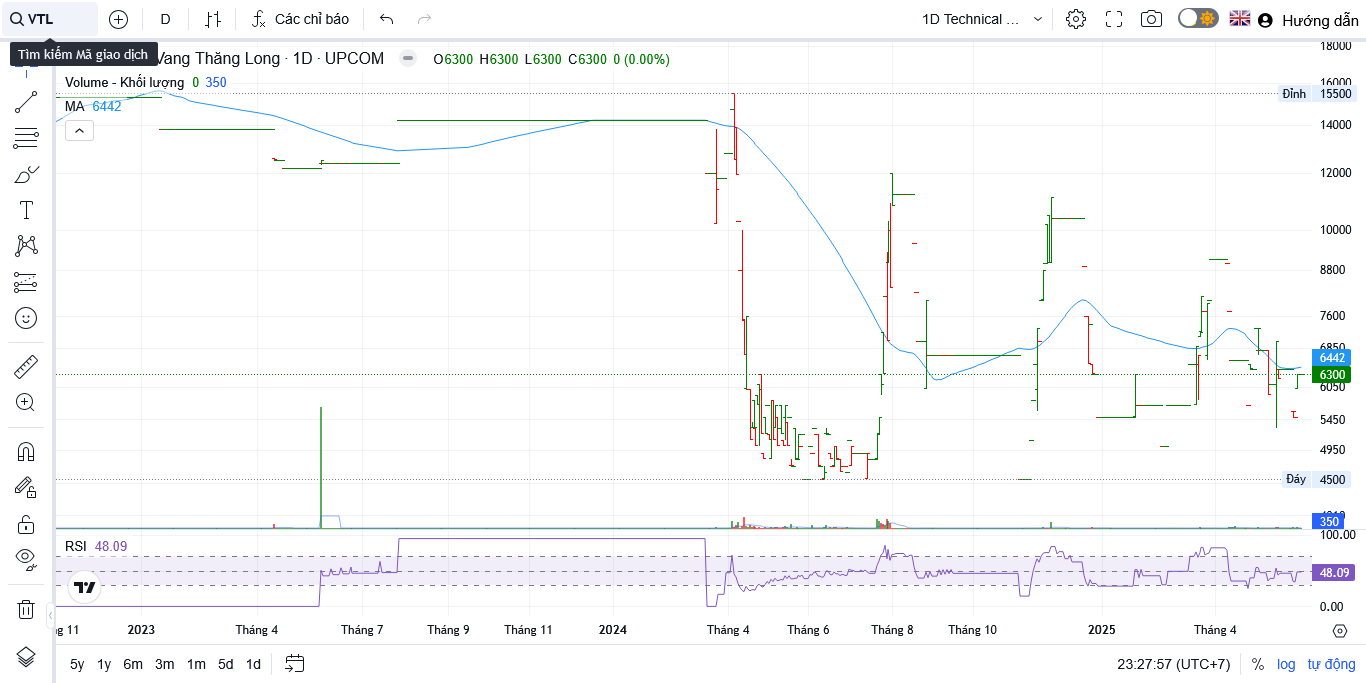 VTL
D
Các chỉ báo
1D Technical ...
Hướng dẫn
Tìm kiếm Mã giao dịch
Vang Thăng Long · 1D · UPCOM
O6300 H6300 L6300 C6300 0 (0.00%)
Volume - Khối lượng 0 350
MA 6442
18000
16000
Đỉnh 15500
14000
12000
10000
8800
7600
6850
6442
6300
6050
5450
4950
Đáy 4500
350
100.00
RSI 48.09
48.09
0.00
ng 11 2023 Tháng 4 Tháng 7 Tháng 9 Tháng 11 2024 Tháng 4 Tháng 6 Tháng 8 Tháng 10 2025 Tháng 4
5y 1y 6m 3m 1m 5d 1d
23:27:57 (UTC+7) % log tự động